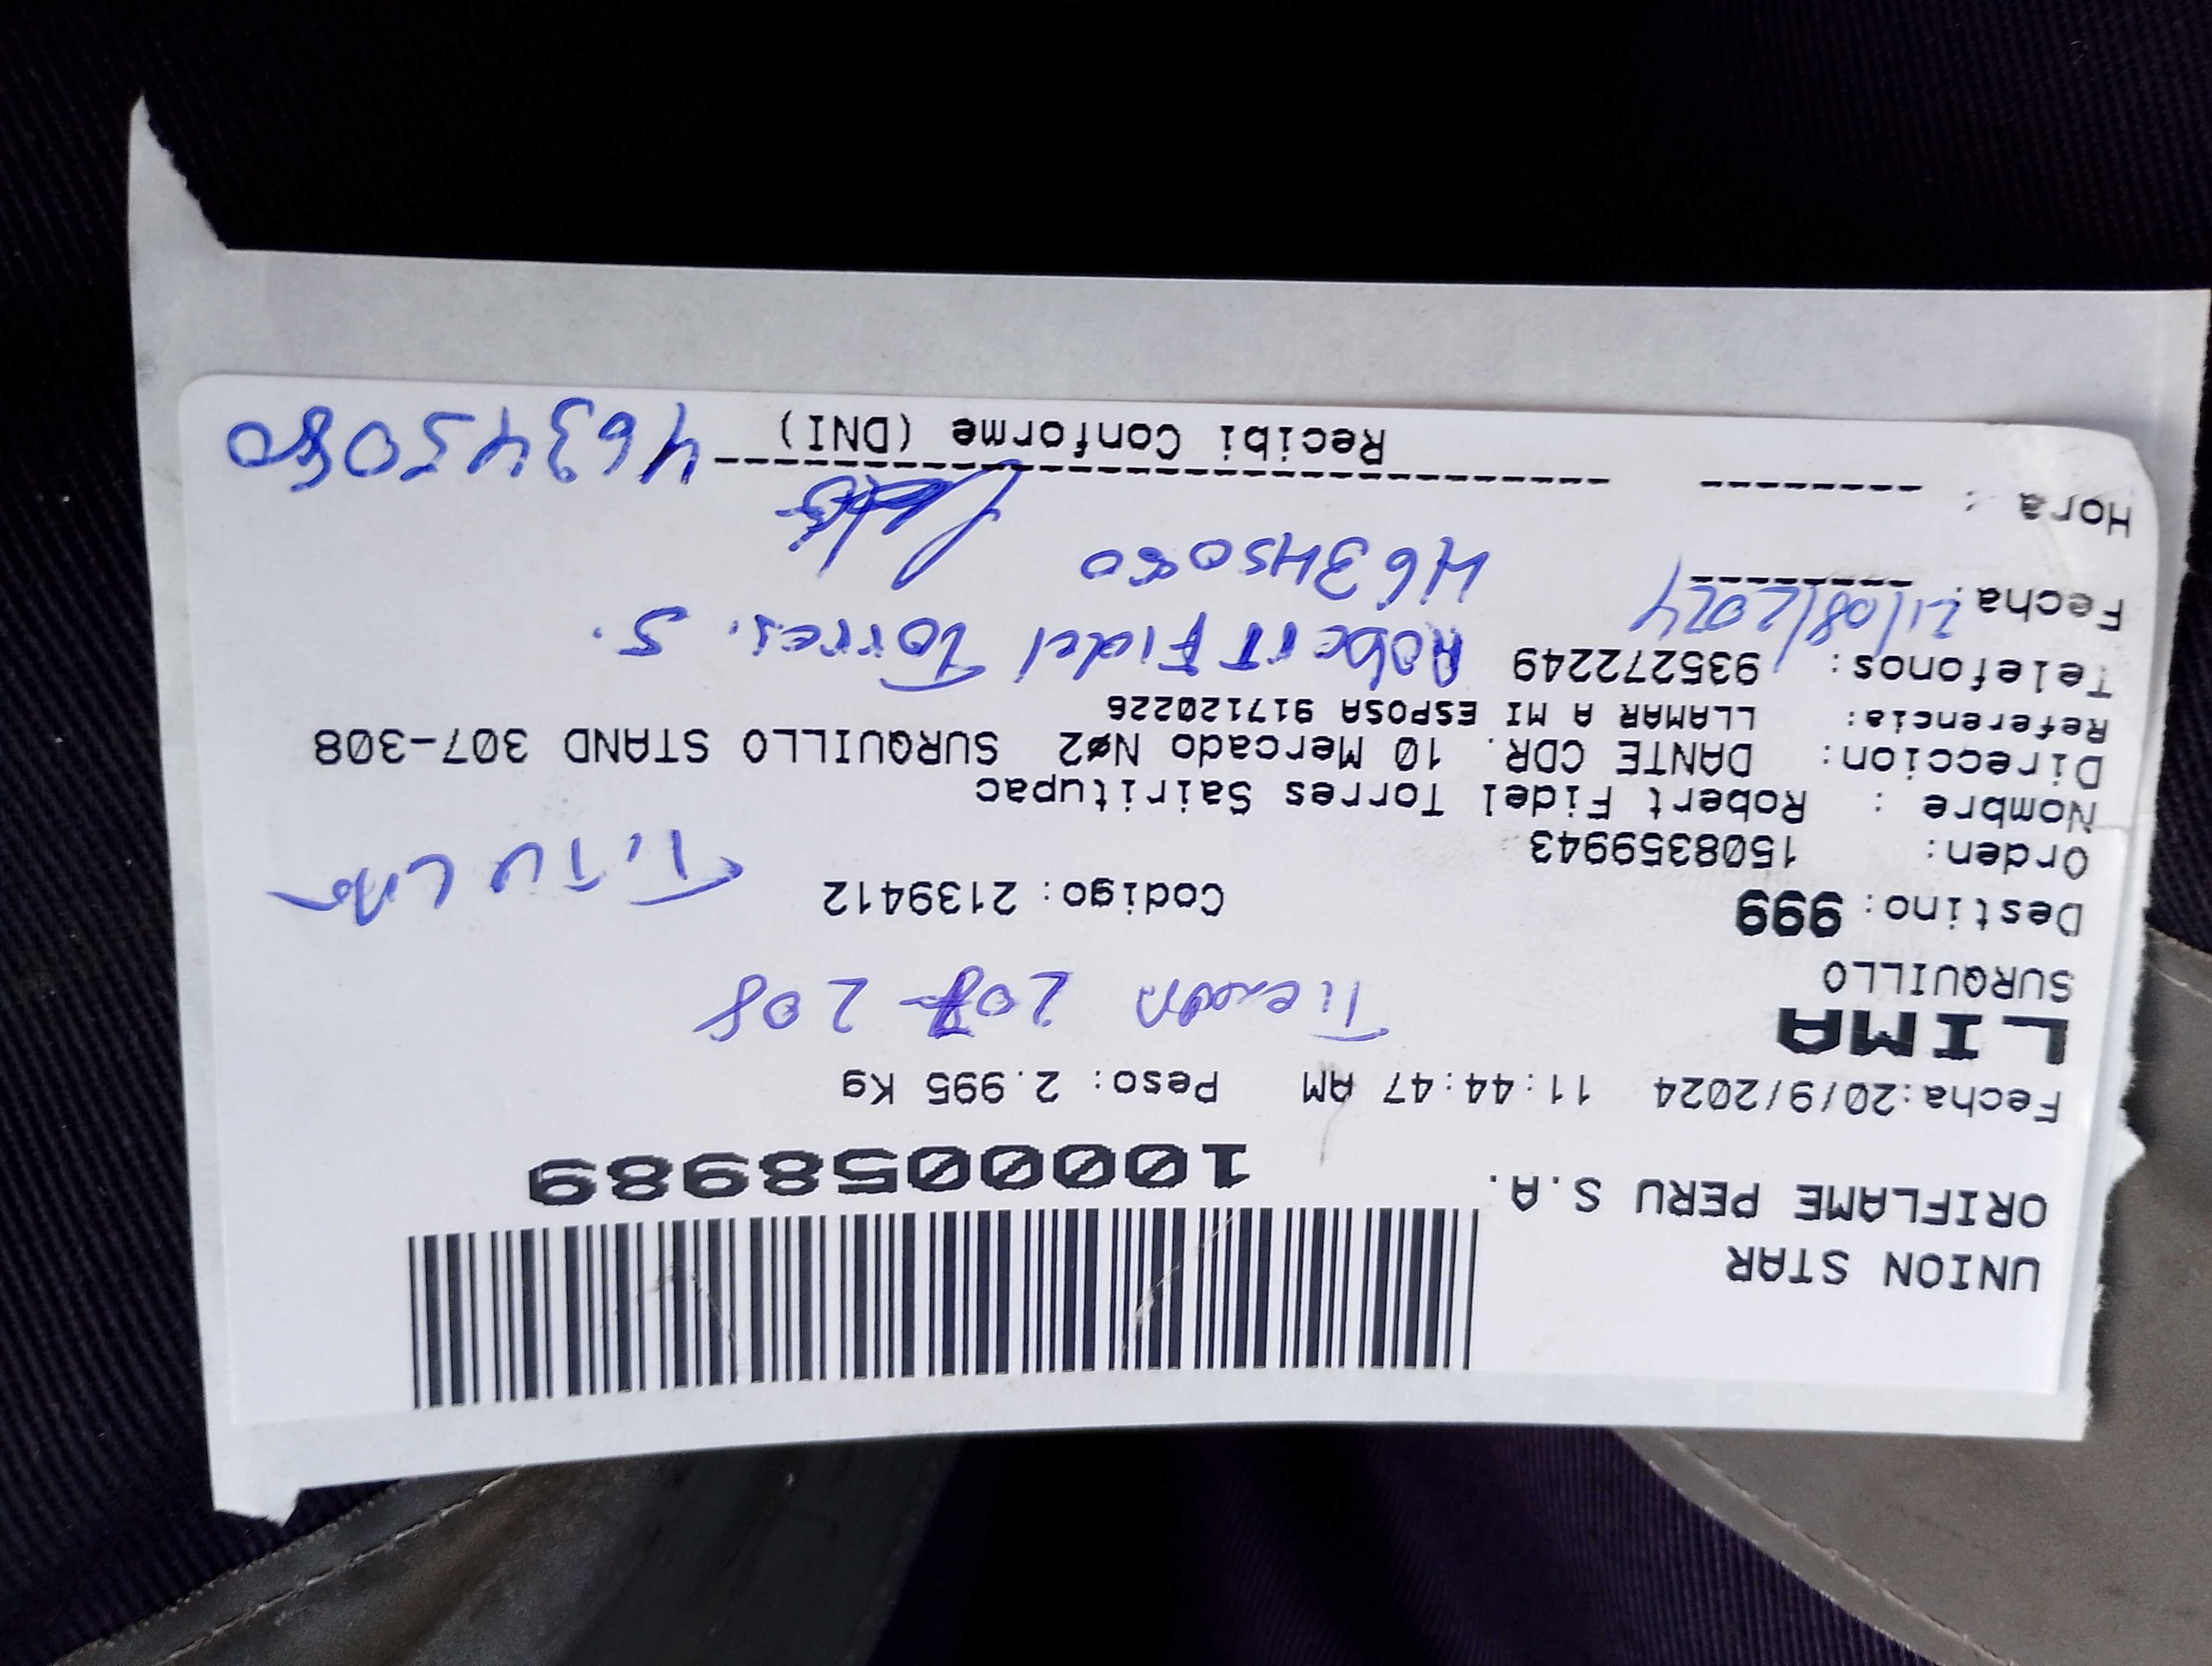 UNION STAR
ORIFLAME PERU S.A.
10000058989
Fecha:20/9/2024 11:44:47 AM Peso: 2.995 Kg
LIMA
SURQUILLO
Tienda 207-208
Destino: 999 Codigo: 2139412
TITULAR
Orden: 1508359943
Nombre : Robert Fidel Torres Sairitupac
Direccion: DANTE CDR. 10 Mercado Nø2 SURQUILLO STAND 307-308
Referencia: LLAMAR A MI ESPOSA 917120226
Telefonos: 935272249
Robert Fidel Torres. S.
Fecha: 21/08/2024
46345080
Hora :
46345080
Recibi Conforme (DNI)